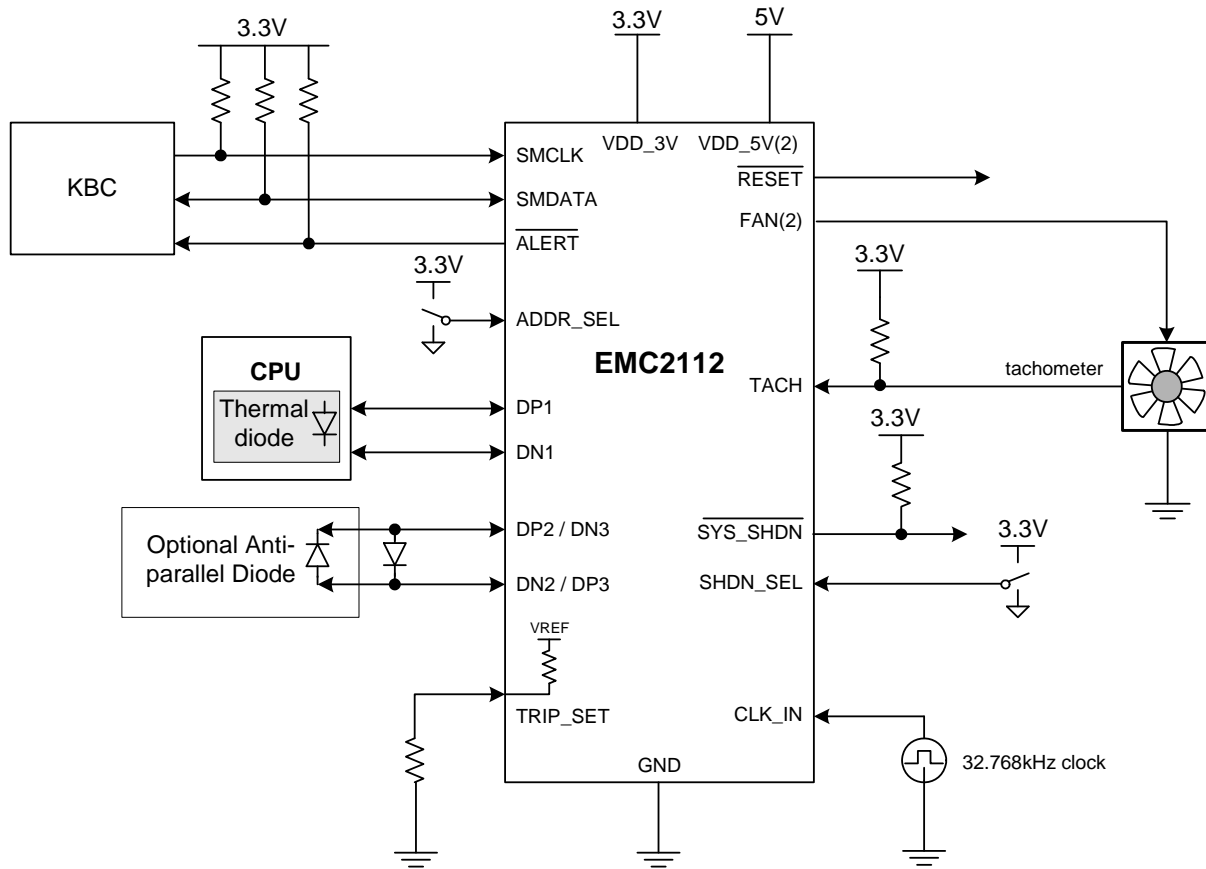 3.3V
3.3V
5V
KBC
VDD_3V
VDD_5V(2)
SMCLK
RESET
SMDATA
FAN(2)
ALERT
3.3V
3.3V
ADDR_SEL
EMC2112
CPU
Thermal
diode
TACH
tachometer
DP1
DN1
3.3V
Optional Anti-
parallel Diode
DP2 / DN3
SYS_SHDN
3.3V
DN2 / DP3
SHDN_SEL
VREF
TRIP_SET
CLK_IN
GND
32.768kHz clock